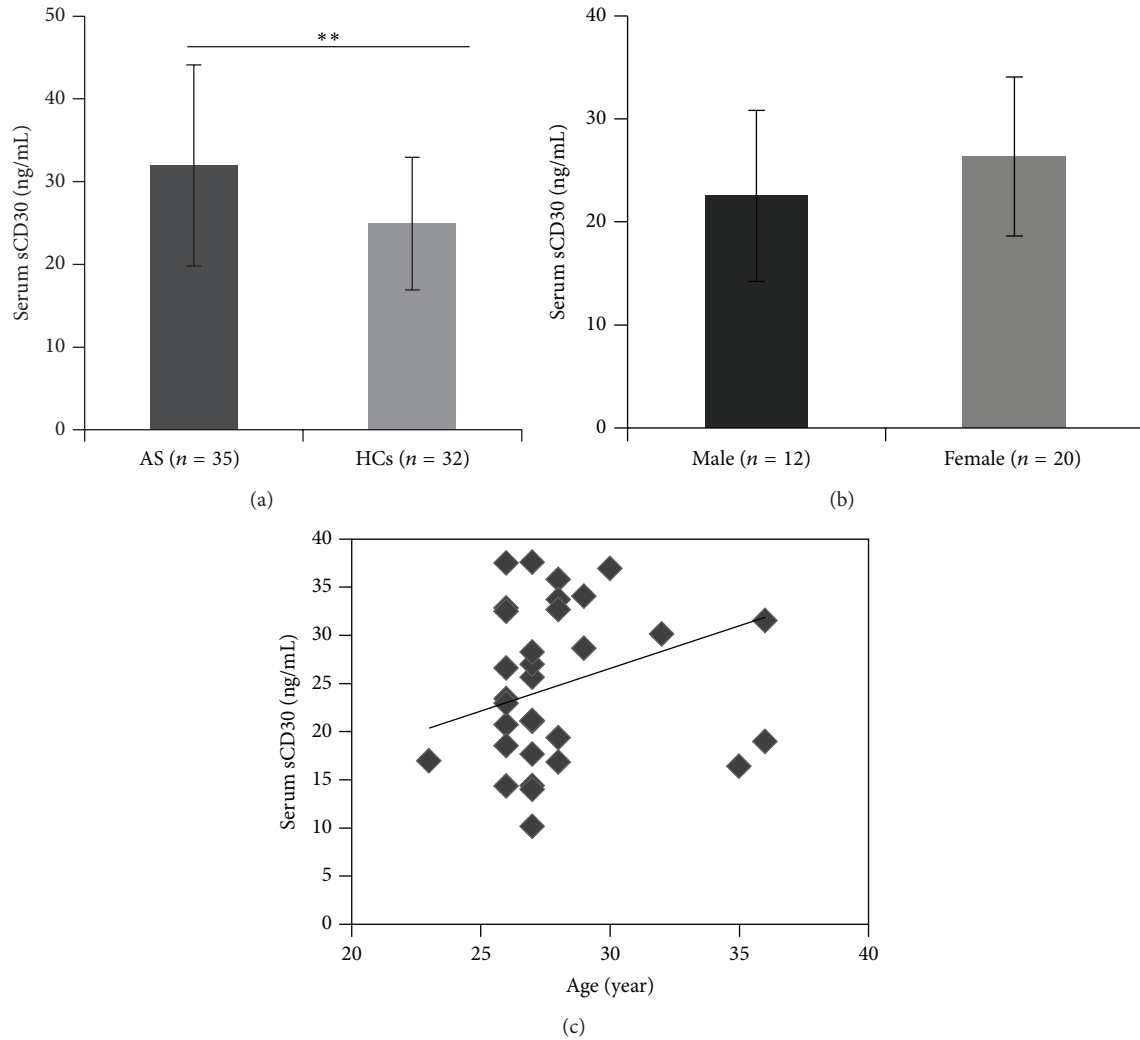 50
40
30
20
10
0
Serum sCD30 (ng/mL)
**
AS (n = 35)
HCs (n = 32)
(a)
40
30
20
10
0
Serum sCD30 (ng/mL)
Male (n = 12)
Female (n = 20)
(b)
40
35
30
25
20
15
10
5
0
Serum sCD30 (ng/mL)
20
25
30
35
40
Age (year)
(c)